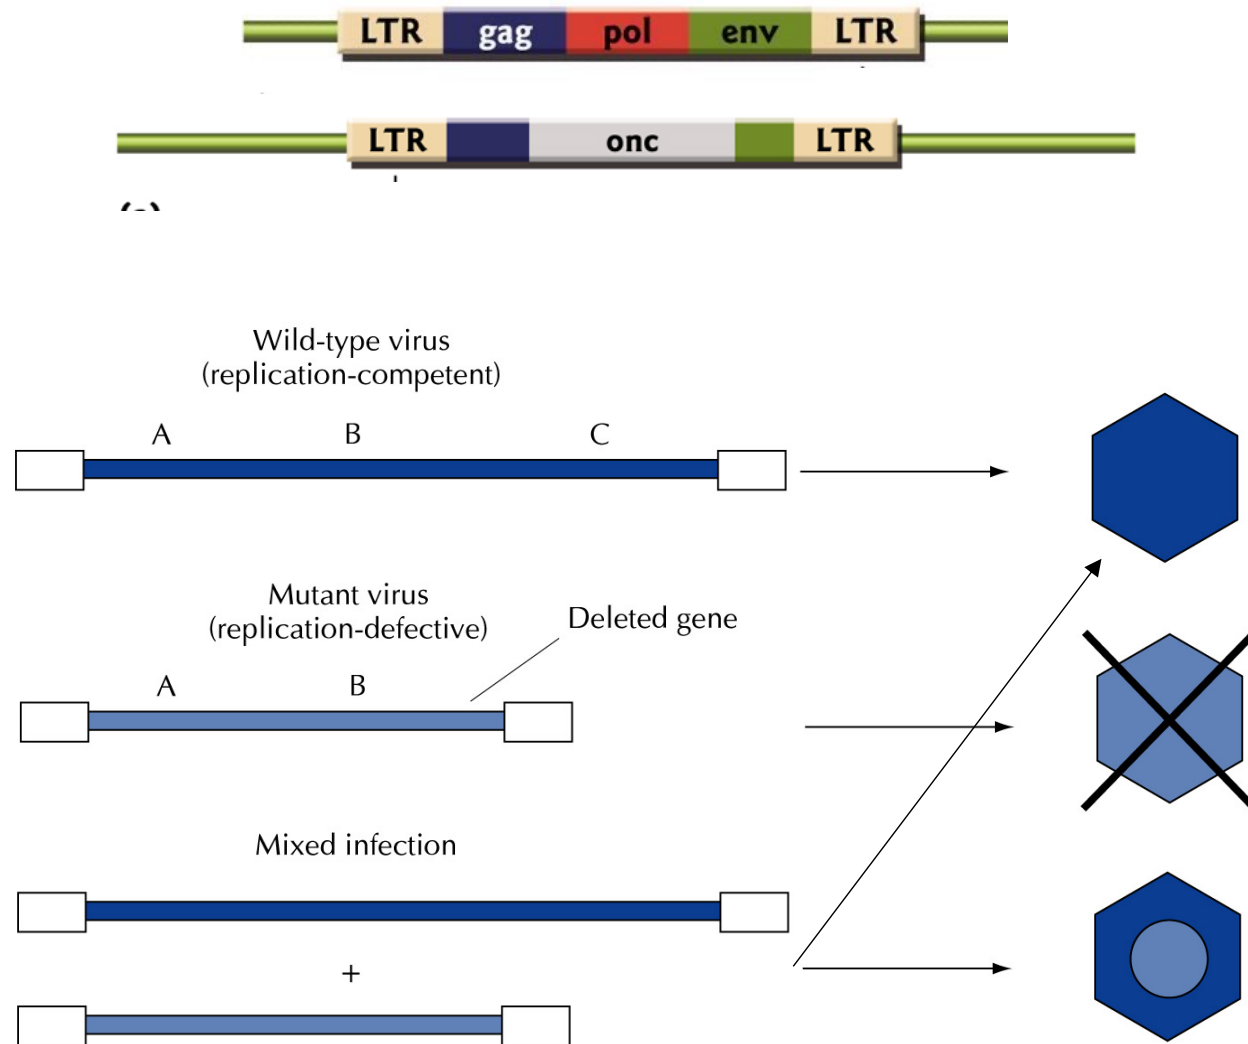 LTR gag pol env LTR
LTR onc LTR
Wild-type virus
(replication-competent)
A B C
Mutant virus
(replication-defective)
Deleted gene
A B
Mixed infection
+